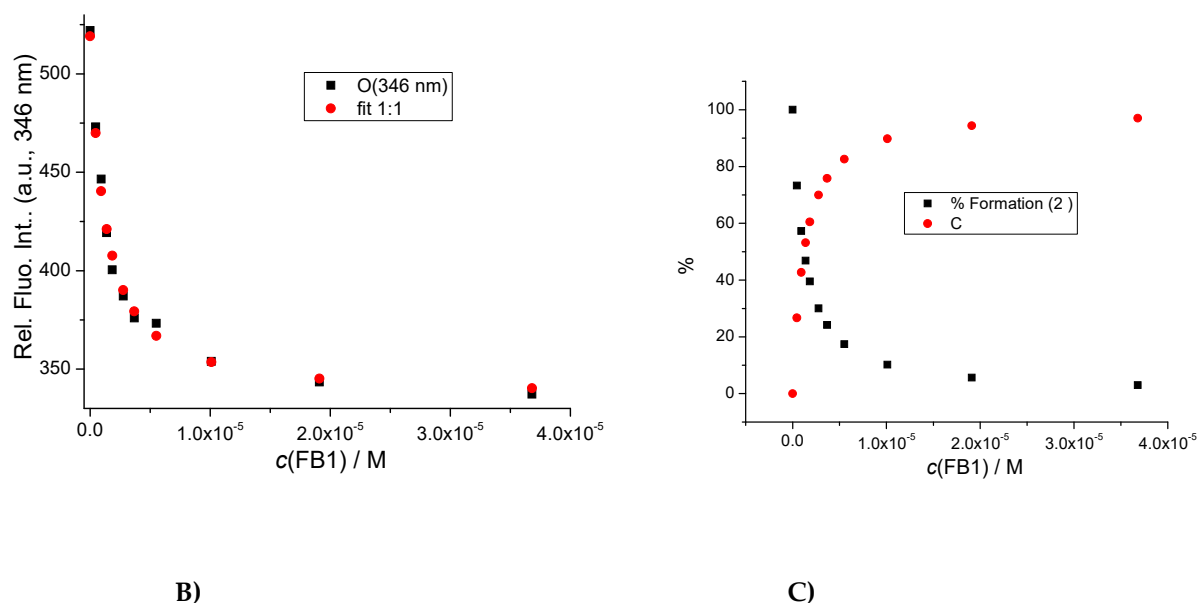 500
450
400
350
Rel. Fluo. Int.. (a.u., 346 nm)
O(346 nm)
fit 1:1
0.0
1.0x10⁻⁵
2.0x10⁻⁵
3.0x10⁻⁵
4.0x10⁻⁵
c(FB1) / M
B)
100
80
60
40
20
0
%
% Formation (2 )
C
0.0
1.0x10⁻⁵
2.0x10⁻⁵
3.0x10⁻⁵
4.0x10⁻⁵
c(FB1) / M
C)